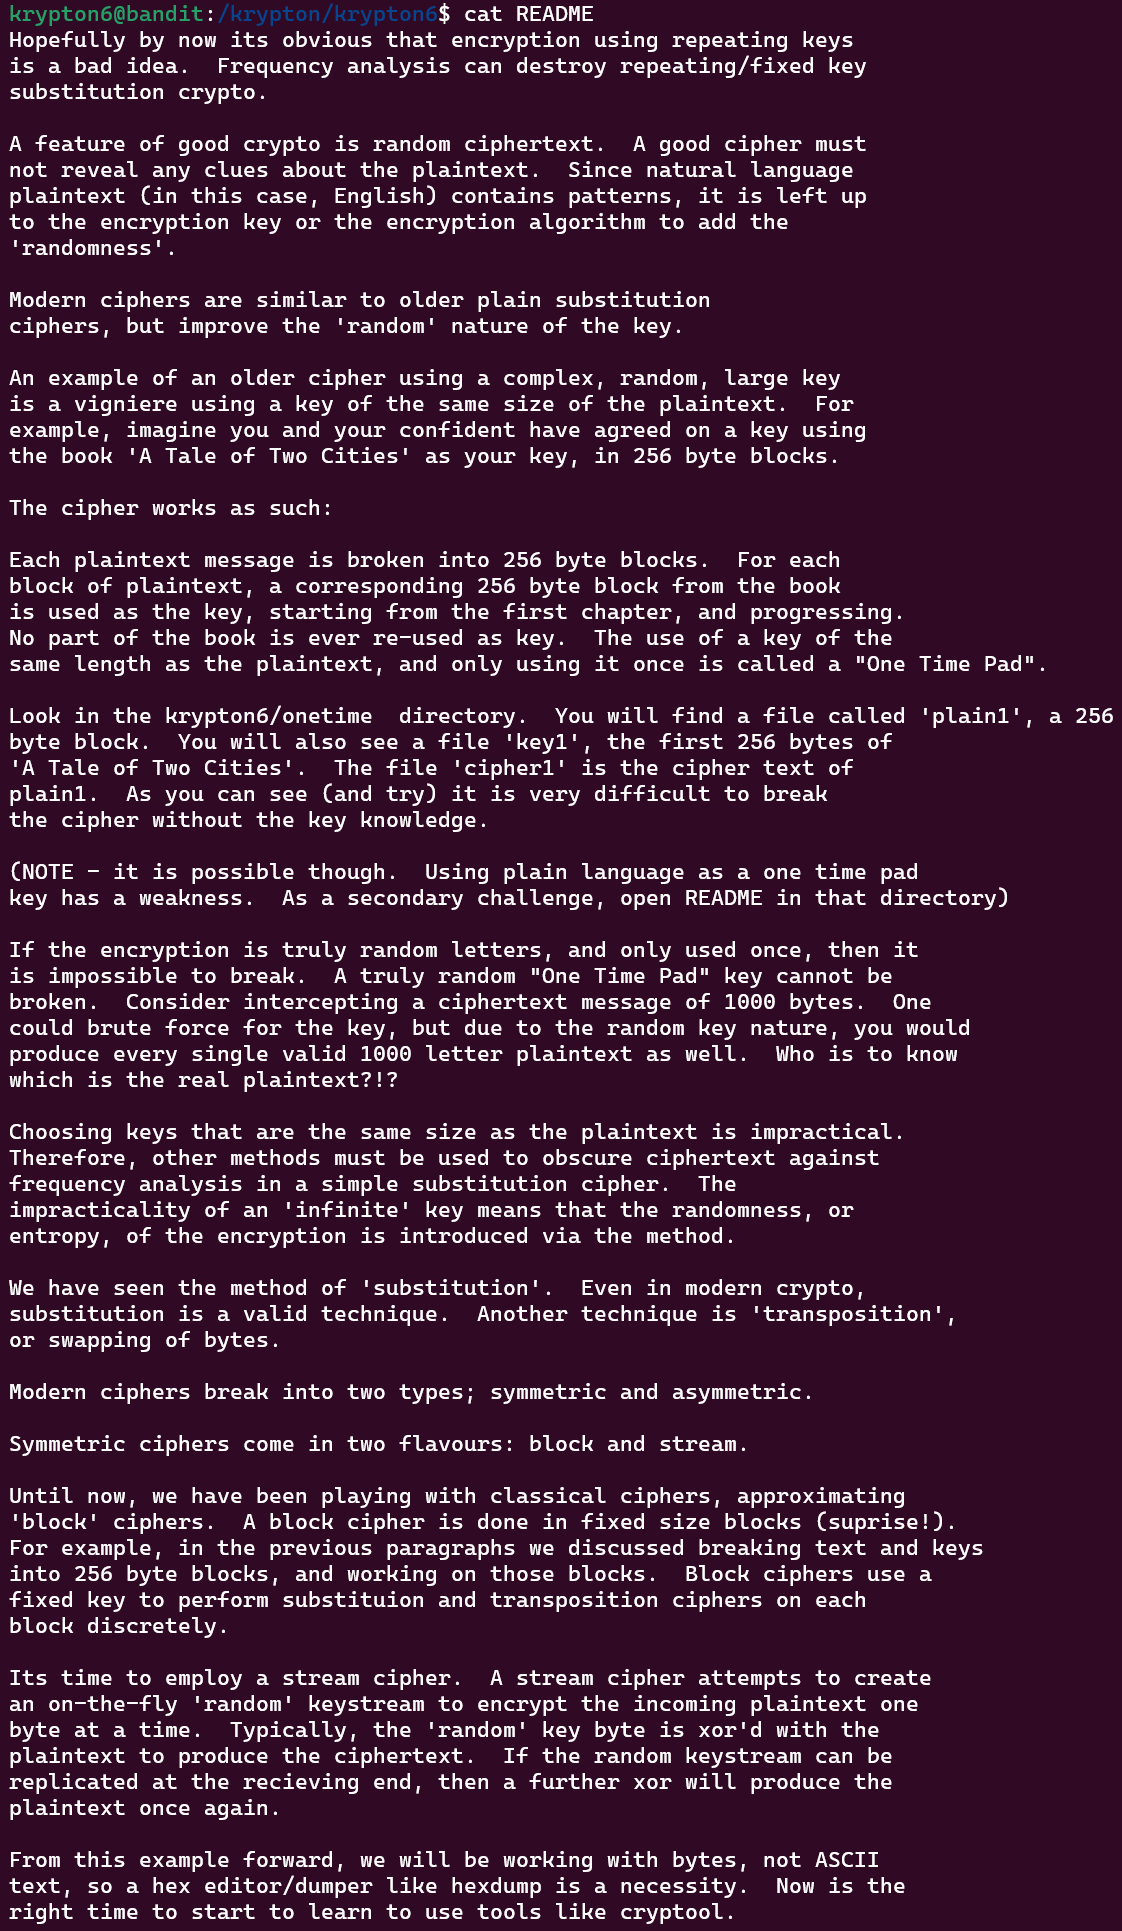 krypton6@bandit:/krypton/krypton6$ cat README
Hopefully by now its obvious that encryption using repeating keys
is a bad idea.  Frequency analysis can destroy repeating/fixed key
substitution crypto.

A feature of good crypto is random ciphertext.  A good cipher must
not reveal any clues about the plaintext.  Since natural language
plaintext (in this case, English) contains patterns, it is left up
to the encryption key or the encryption algorithm to add the
'randomness'.

Modern ciphers are similar to older plain substitution
ciphers, but improve the 'random' nature of the key.

An example of an older cipher using a complex, random, large key
is a vigniere using a key of the same size of the plaintext.  For
example, imagine you and your confident have agreed on a key using
the book 'A Tale of Two Cities' as your key, in 256 byte blocks.

The cipher works as such:

Each plaintext message is broken into 256 byte blocks.  For each
block of plaintext, a corresponding 256 byte block from the book
is used as the key, starting from the first chapter, and progressing.
No part of the book is ever re-used as key.  The use of a key of the
same length as the plaintext, and only using it once is called a "One Time Pad".

Look in the krypton6/onetime  directory.  You will find a file called 'plain1', a 256
byte block.  You will also see a file 'key1', the first 256 bytes of
'A Tale of Two Cities'.  The file 'cipher1' is the cipher text of
plain1.  As you can see (and try) it is very difficult to break
the cipher without the key knowledge.

(NOTE - it is possible though.  Using plain language as a one time pad
key has a weakness.  As a secondary challenge, open README in that directory)

If the encryption is truly random letters, and only used once, then it
is impossible to break.  A truly random "One Time Pad" key cannot be
broken.  Consider intercepting a ciphertext message of 1000 bytes.  One
could brute force for the key, but due to the random key nature, you would
produce every single valid 1000 letter plaintext as well.  Who is to know
which is the real plaintext?!?

Choosing keys that are the same size as the plaintext is impractical.
Therefore, other methods must be used to obscure ciphertext against
frequency analysis in a simple substitution cipher.  The
impracticality of an 'infinite' key means that the randomness, or
entropy, of the encryption is introduced via the method.

We have seen the method of 'substitution'.  Even in modern crypto,
substitution is a valid technique.  Another technique is 'transposition',
or swapping of bytes.

Modern ciphers break into two types; symmetric and asymmetric.

Symmetric ciphers come in two flavours: block and stream.

Until now, we have been playing with classical ciphers, approximating
'block' ciphers.  A block cipher is done in fixed size blocks (suprise!).
For example, in the previous paragraphs we discussed breaking text and keys
into 256 byte blocks, and working on those blocks.  Block ciphers use a
fixed key to perform substituion and transposition ciphers on each
block discretely.

Its time to employ a stream cipher.  A stream cipher attempts to create
an on-the-fly 'random' keystream to encrypt the incoming plaintext one
byte at a time.  Typically, the 'random' key byte is xor'd with the
plaintext to produce the ciphertext.  If the random keystream can be
replicated at the recieving end, then a further xor will produce the
plaintext once again.

From this example forward, we will be working with bytes, not ASCII
text, so a hex editor/dumper like hexdump is a necessity.  Now is the
right time to start to learn to use tools like cryptool.